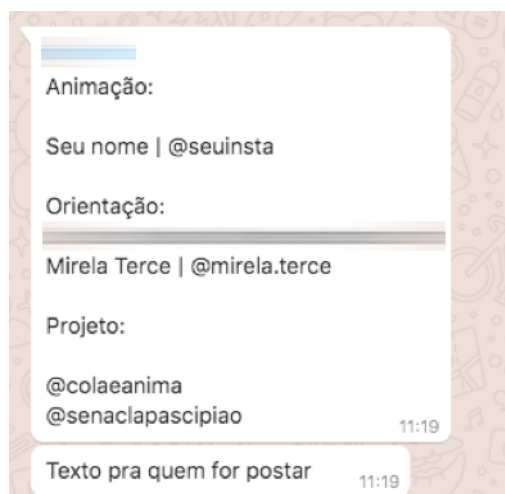 Animação:
Seu nome | @seuinsta
Orientação:
Mirela Terce | @mirela.terce
Projeto:
@colaeanima
@senaclapascipiao
11:19
Texto pra quem for postar
11:19